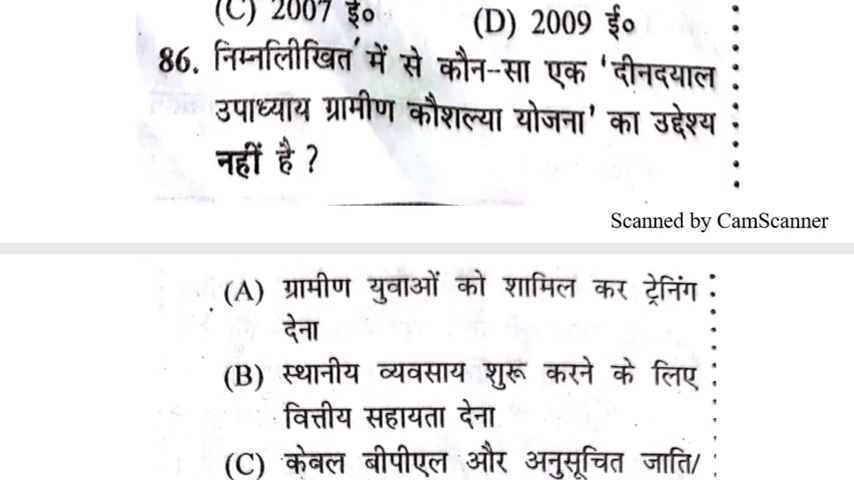 (C) 2007 ई० (D) 2009 ई०
86. निम्नलिखित में से कौन-सा एक 'दीनदयाल
उपाध्याय ग्रामीण कौशल्या योजना' का उद्देश्य
नहीं है ?
Scanned by CamScanner
(A) ग्रामीण युवाओं को शामिल कर ट्रेनिंग
देना
(B) स्थानीय व्यवसाय शुरू करने के लिए
वित्तीय सहायता देना
(C) केवल बीपीएल और अनुसूचित जाति/